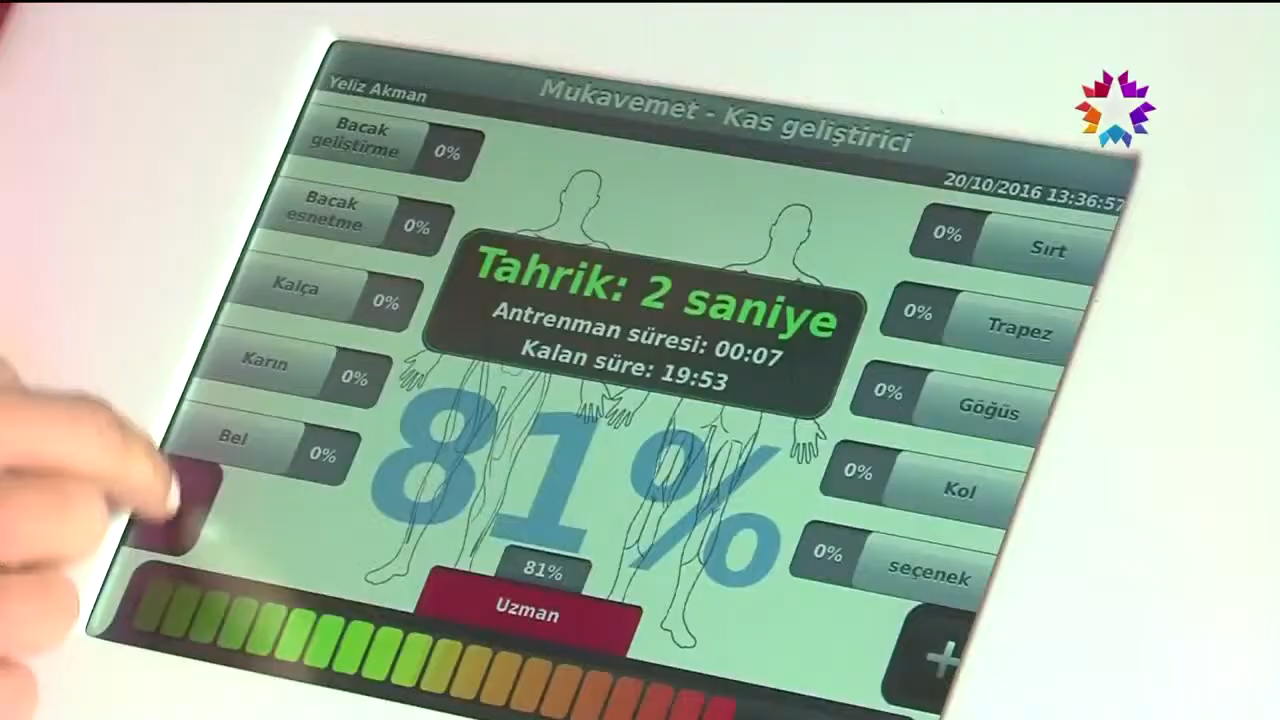 Yeliz Akman
Mukavemet - Kas geliştirici
20/10/2016 13:36:57
Bacak
geliştirme
0%
Bacak
esnetme
0%
Kalça
0%
Karın
0%
Bel
0%
Tahrik: 2 saniye
Antrenman süresi: 00:07
Kalan süre: 19:53
81%
0%
Sırt
0%
Trapez
0%
Göğüs
0%
Kol
0%
seçenek
81%
Uzman
+